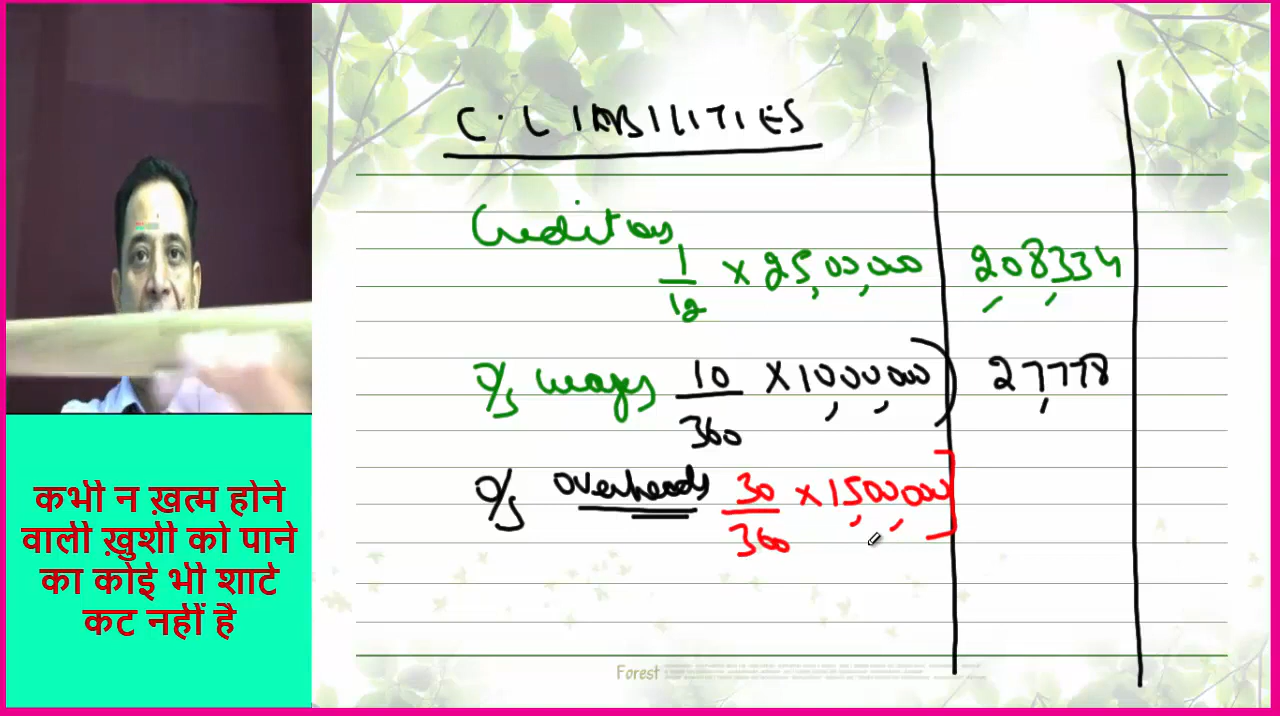 C. LIABILITIES
Creditors
1/12 × 25,00,000 208334
o/s wages 10/360 × 10,00,000) 27778
o/s overheads 30/360 × 15,00,000]
कभी न ख़त्म होने
वाली ख़ुशी को पाने
का कोई भी शार्ट
कट नहीं है
Forest